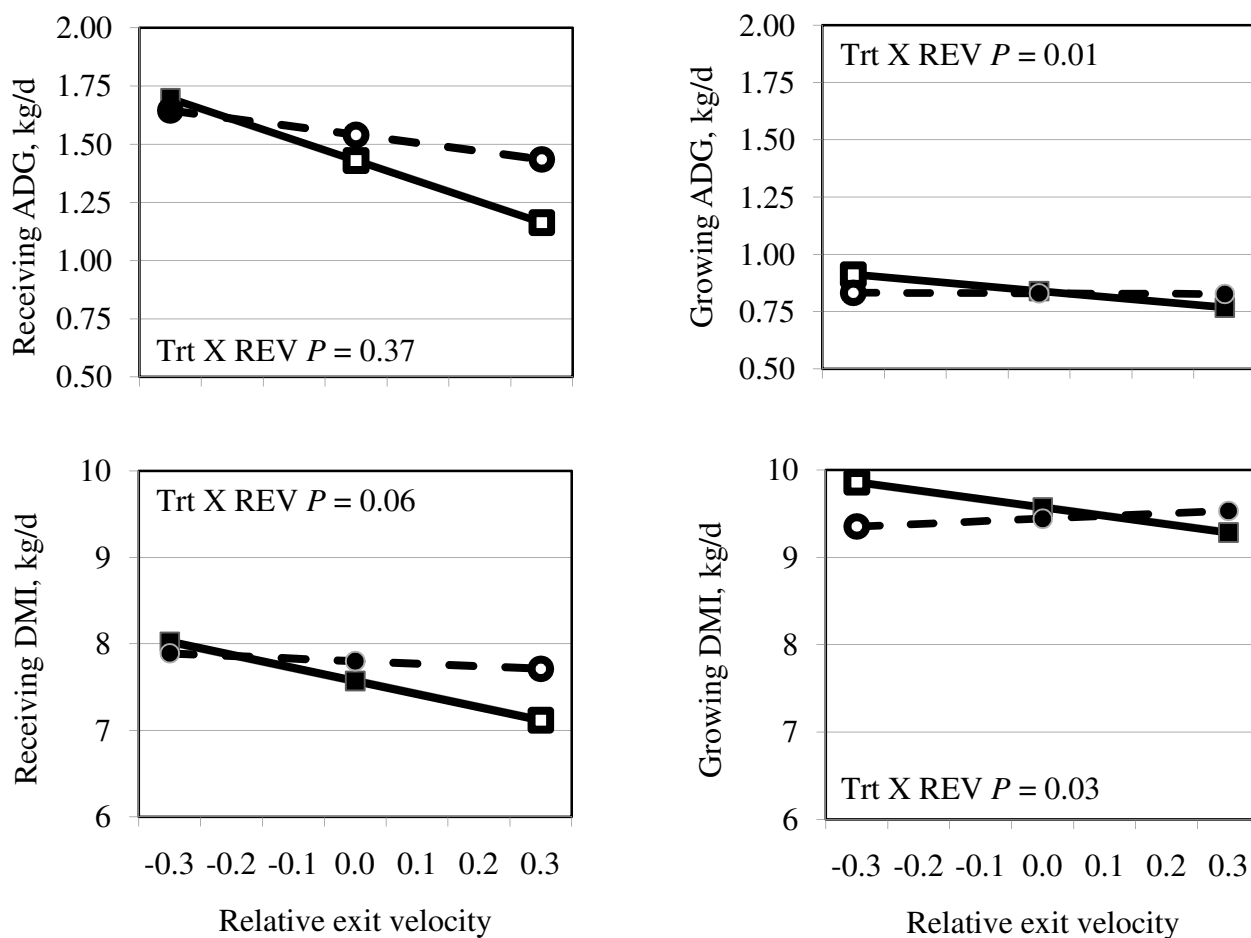 Receiving ADG, kg/d
2.00
1.75
1.50
1.25
1.00
0.75
0.50
Trt X REV P = 0.37
Growing ADG, kg/d
2.00
1.75
1.50
1.25
1.00
0.75
0.50
Trt X REV P = 0.01
Receiving DMI, kg/d
10
9
8
7
6
Trt X REV P = 0.06
-0.3 -0.2 -0.1 0.0 0.1 0.2 0.3
Relative exit velocity
Growing DMI, kg/d
10
9
8
7
6
Trt X REV P = 0.03
-0.3 -0.2 -0.1 0.0 0.1 0.2 0.3
Relative exit velocity